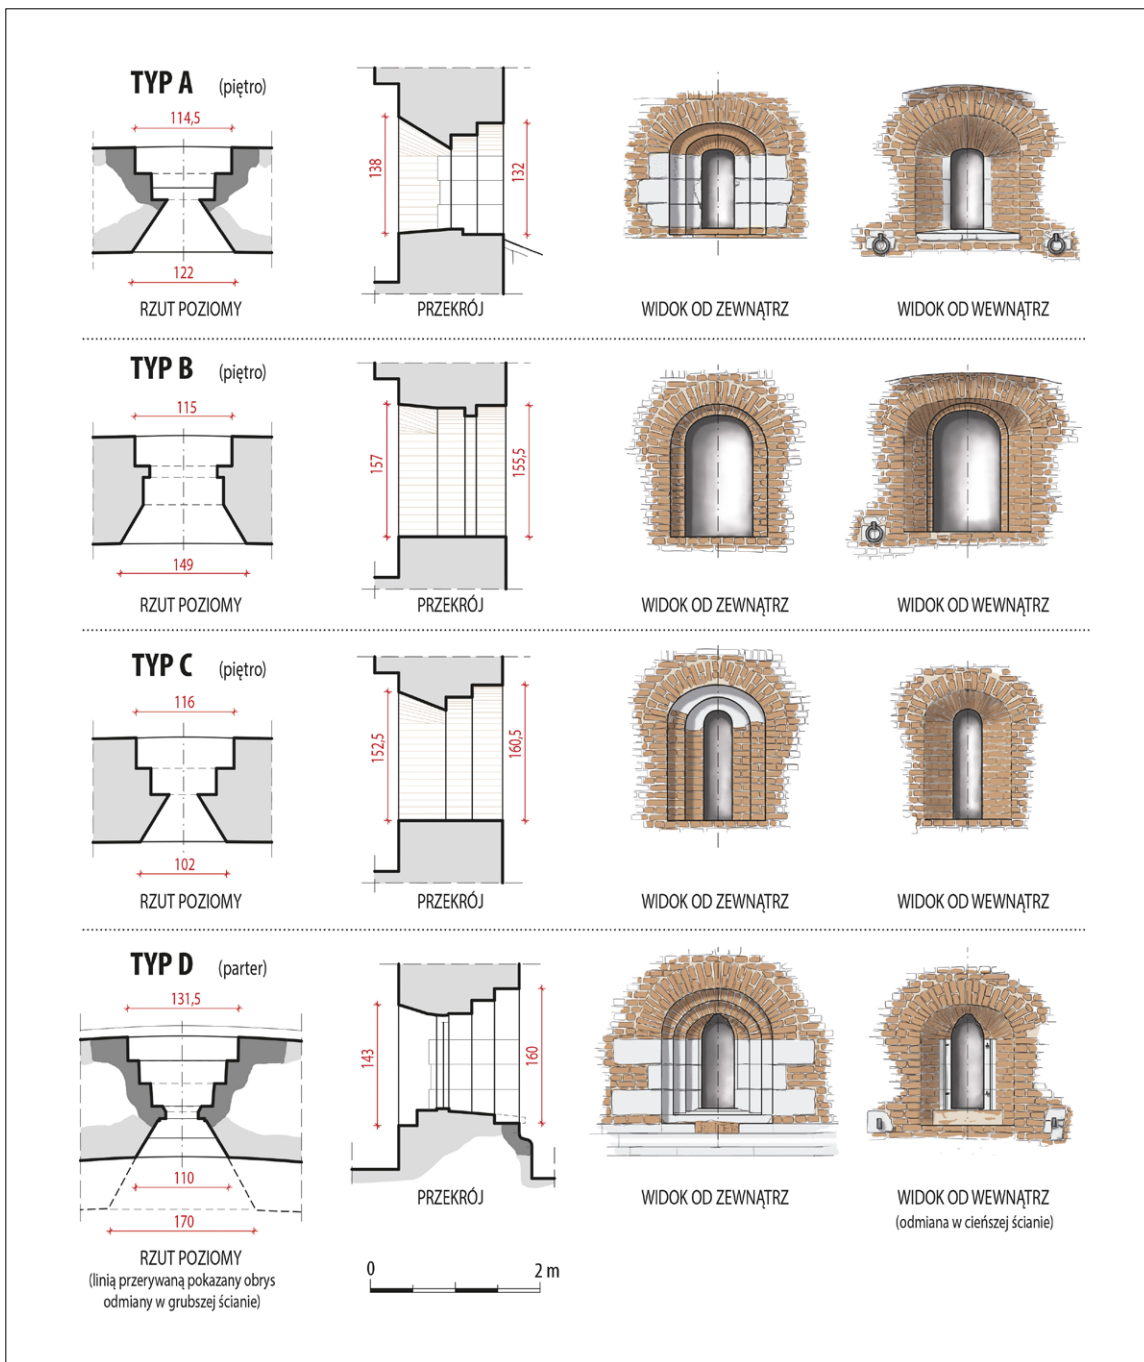 TYP A (piętro)
114,5
122
138
132
RZUT POZIOMY
PRZEKRÓJ
WIDOK OD ZEWNĄTRZ
WIDOK OD WEWNĄTRZ
TYP B (piętro)
115
149
157
155,5
RZUT POZIOMY
PRZEKRÓJ
WIDOK OD ZEWNĄTRZ
WIDOK OD WEWNĄTRZ
TYP C (piętro)
116
102
152,5
160,5
RZUT POZIOMY
PRZEKRÓJ
WIDOK OD ZEWNĄTRZ
WIDOK OD WEWNĄTRZ
TYP D (parter)
131,5
110
170
143
160
RZUT POZIOMY
(linią przerywaną pokazany obrys
odmiany w grubszej ścianie)
PRZEKRÓJ
0 2 m
WIDOK OD ZEWNĄTRZ
WIDOK OD WEWNĄTRZ
(odmiana w cieńszej ścianie)